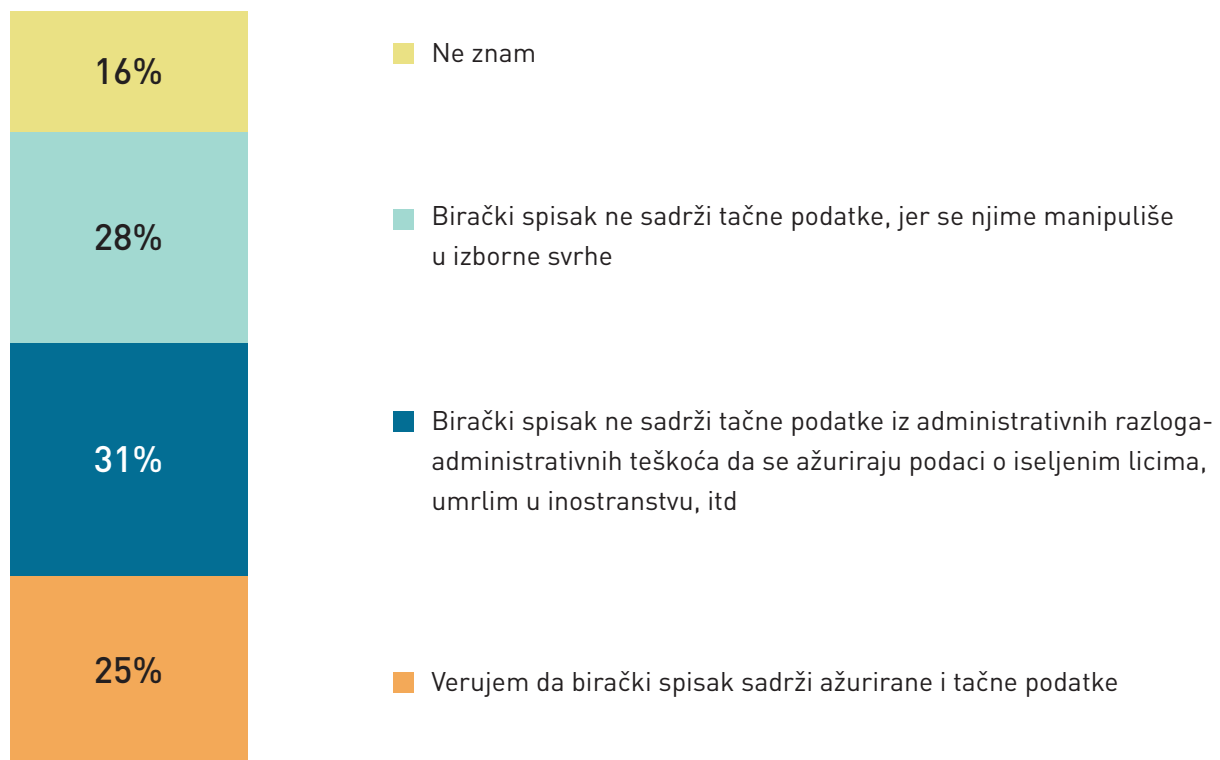 16%
Ne znam
28%
Birački spisak ne sadrži tačne podatke, jer se njime manipuliše
u izborne svrhe
31%
Birački spisak ne sadrži tačne podatke iz administrativnih razloga-
administrativnih teškoća da se ažuriraju podaci o iseljenim licima,
umrlim u inostranstvu, itd
25%
Verujem da birački spisak sadrži ažurirane i tačne podatke